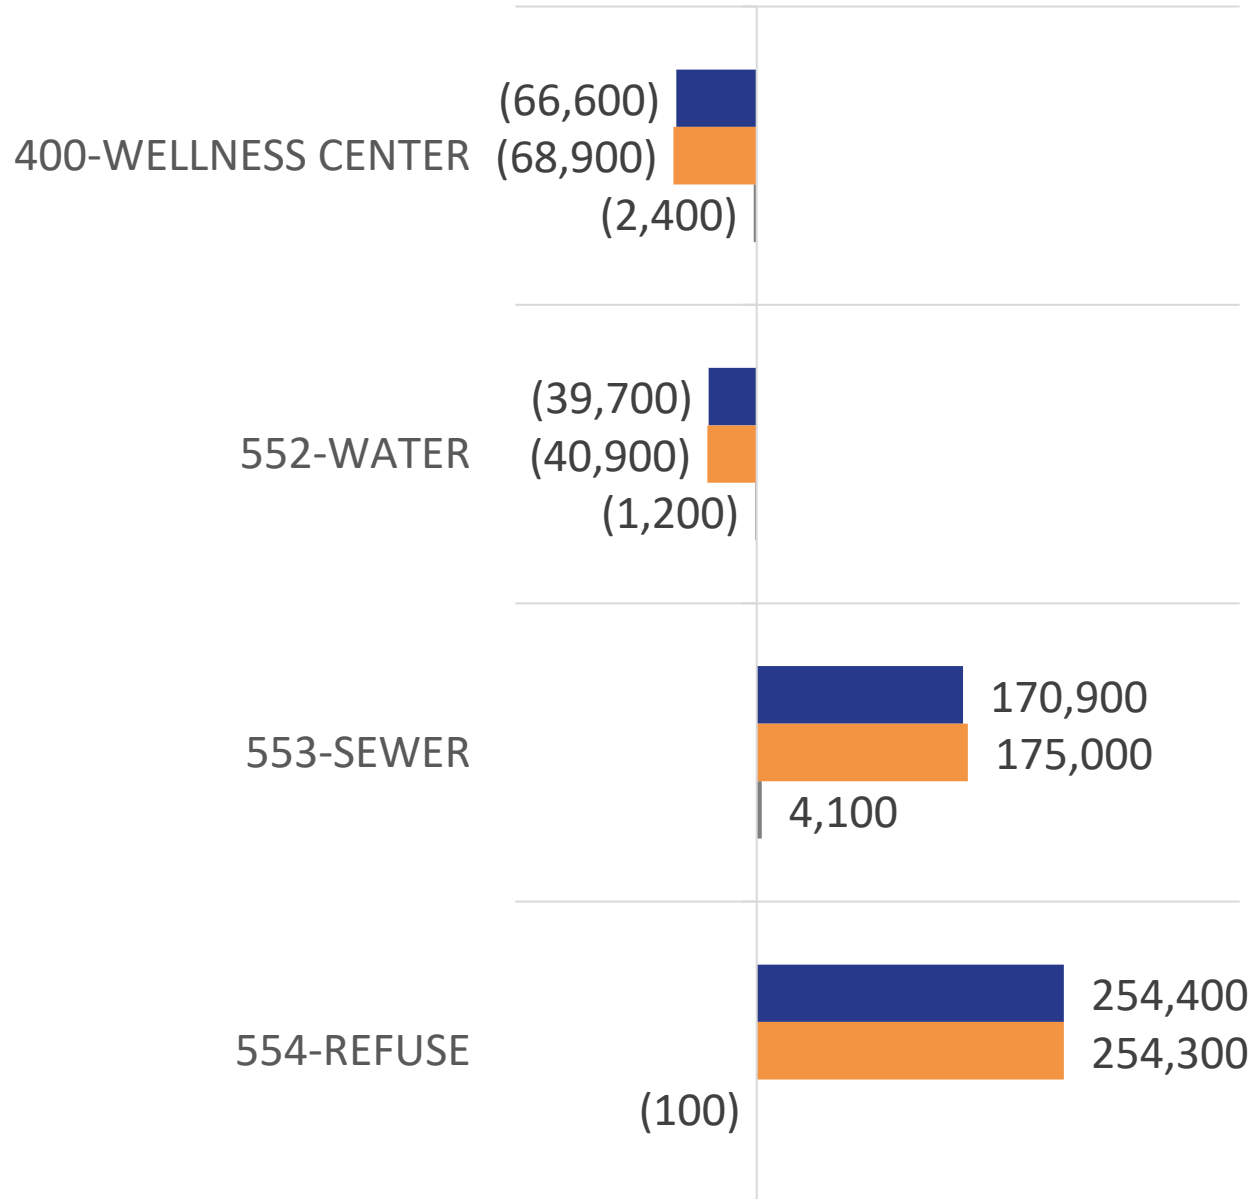 (66,600)
400-WELLNESS CENTER (68,900)
(2,400)
(39,700)
552-WATER (40,900)
(1,200)
170,900
553-SEWER 175,000
4,100
254,400
554-REFUSE 254,300
(100)